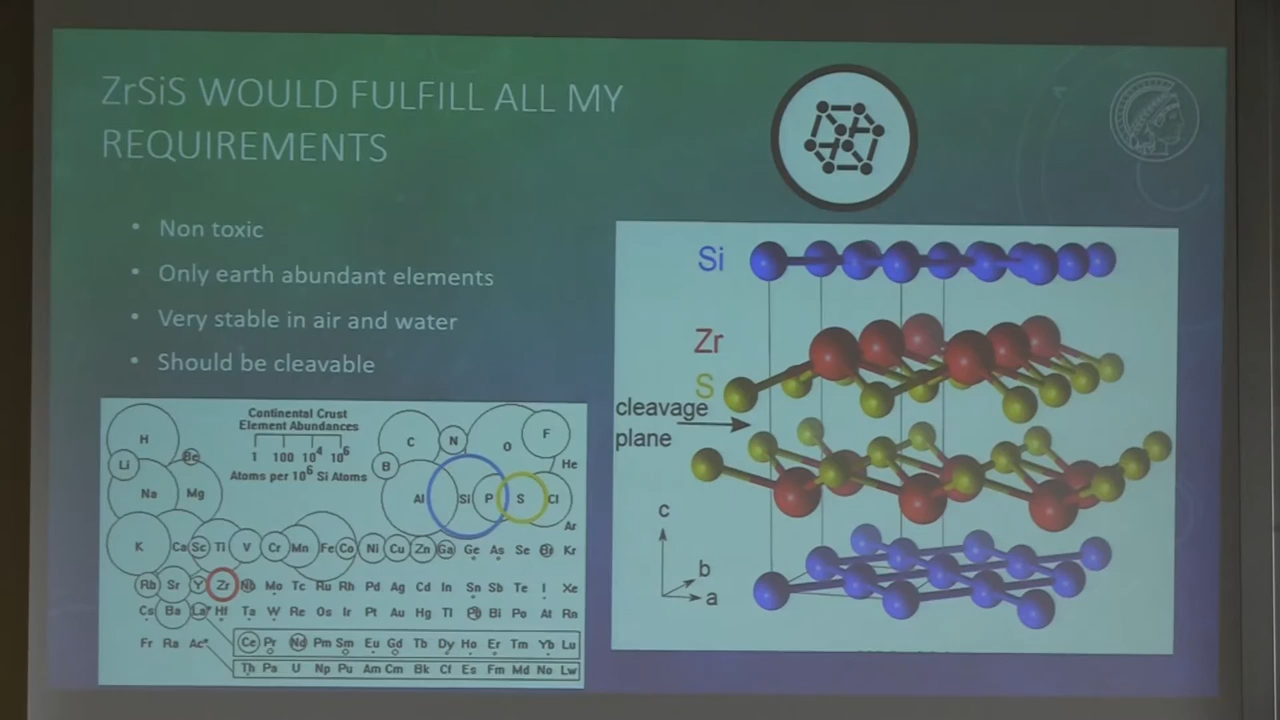 ZrSiS WOULD FULFILL ALL MY
REQUIREMENTS
• Non toxic
• Only earth abundant elements
• Very stable in air and water
• Should be cleavable
Continental Crust
Element Abundances
1 100 10⁴ 10⁶
Atoms per 10⁶ Si Atoms
H C N O F
Li Be B He
Na Mg Al Si P S Cl
Ar
K Ca Sc Ti V Cr Mn Fe Co Ni Cu Zn Ga Ge As Se Br Kr
Rb Sr Y Zr Nb Mo Tc Ru Rh Pd Ag Cd In Sn Sb Te I Xe
Cs Ba La* Hf Ta W Re Os Ir Pt Au Hg Tl Pb Bi Po At Rn
Fr Ra Ac*
Ce Pr Nd Pm Sm Eu Gd Tb Dy Ho Er Tm Yb Lu
Th Pa U Np Pu Am Cm Bk Cf Es Fm Md No Lw
Si
Zr
S
cleavage
plane
c
b
a